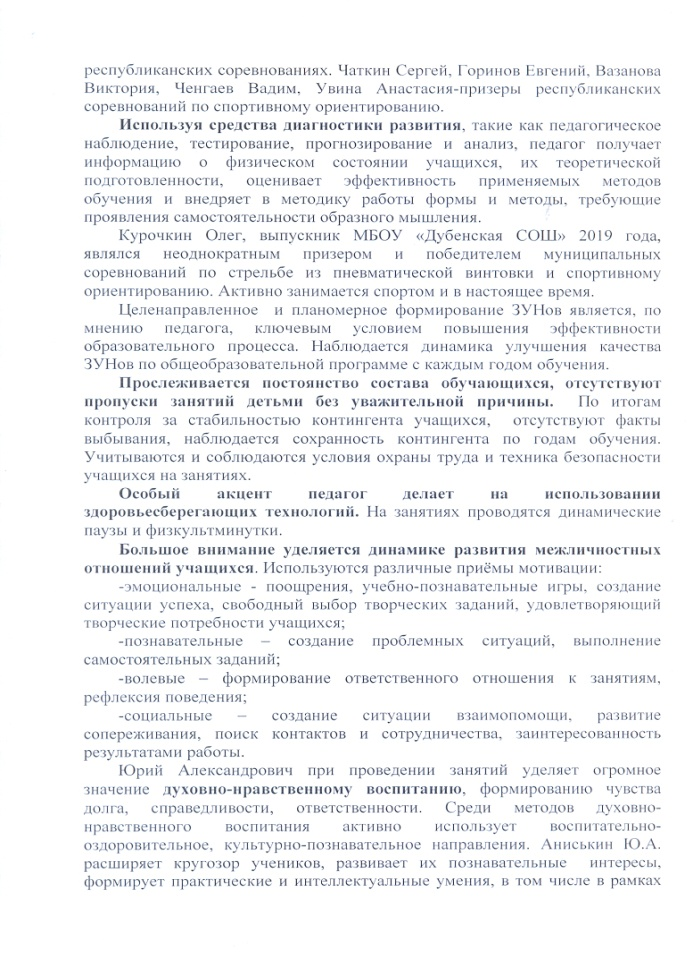 республиканских соревнованиях. Чаткин Сергей, Горинов Евгений, Вазанова
Виктория, Ченгаев Вадим, Увина Анастасия-призеры республиканских
соревнований по спортивному ориентированию.
Используя средства диагностики развития, такие как педагогическое
наблюдение, тестирование, прогнозирование и анализ, педагог получает
информацию о физическом состоянии учащихся, их теоретической
подготовленности, оценивает эффективность применяемых методов
обучения и внедряет в методику работы формы и методы, требующие
проявления самостоятельности образного мышления.
Курочкин Олег, выпускник МБОУ «Дубенская СОШ» 2019 года,
являлся неоднократным призером и победителем муниципальных
соревнований по стрельбе из пневматической винтовки и спортивному
ориентированию. Активно занимается спортом и в настоящее время.
Целенаправленное и планомерное формирование ЗУНов является, по
мнению педагога, ключевым условием повышения эффективности
образовательного процесса. Наблюдается динамика улучшения качества
ЗУНов по общеобразовательной программе с каждым годом обучения.
Прослеживается постоянство состава обучающихся, отсутствуют
пропуски занятий детьми без уважительной причины. По итогам
контроля за стабильностью контингента учащихся, отсутствуют факты
выбывания, наблюдается сохранность контингента по годам обучения.
Учитываются и соблюдаются условия охраны труда и техника безопасности
учащихся на занятиях.
Особый акцент педагог делает на использовании
здоровьесберегающих технологий. На занятиях проводятся динамические
паузы и физкультминутки.
Большое внимание уделяется динамике развития межличностных
отношений учащихся. Используются различные приёмы мотивации:
-эмоциональные - поощрения, учебно-познавательные игры, создание
ситуации успеха, свободный выбор творческих заданий, удовлетворяющий
творческие потребности учащихся;
-познавательные – создание проблемных ситуаций, выполнение
самостоятельных заданий;
-волевые – формирование ответственного отношения к занятиям,
рефлексия поведения;
-социальные – создание ситуации взаимопомощи, развитие
сопереживания, поиск контактов и сотрудничества, заинтересованность
результатами работы.
Юрий Александрович при проведении занятий уделяет огромное
значение духовно-нравственному воспитанию, формированию чувства
долга, справедливости, ответственности. Среди методов духовно-
нравственного воспитания активно использует воспитательно-
оздоровительное, культурно-познавательное направления. Аниськин Ю.А.
расширяет кругозор учеников, развивает их познавательные интересы,
формирует практические и интеллектуальные умения, в том числе в рамках